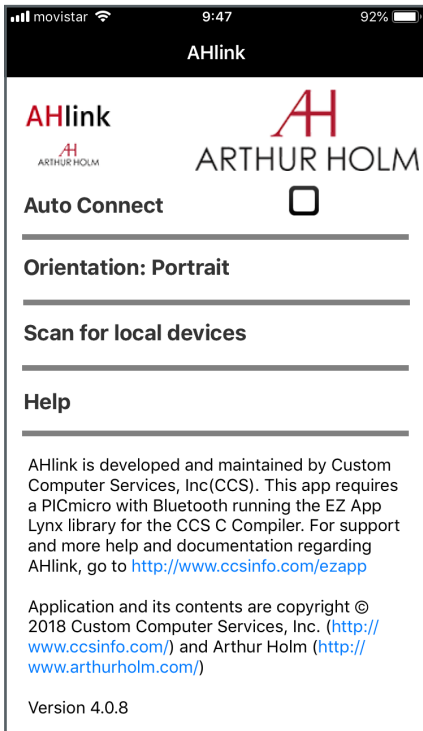 movistar 9:47 92%
AHlink
AHlink
AH
ARTHUR HOLM
AH
ARTHUR HOLM
Auto Connect
Orientation: Portrait
Scan for local devices
Help
AHlink is developed and maintained by Custom
Computer Services, Inc(CCS). This app requires
a PICmicro with Bluetooth running the EZ App
Lynx library for the CCS C Compiler. For support
and more help and documentation regarding
AHlink, go to http://www.ccsinfo.com/ezapp
Application and its contents are copyright ©
2018 Custom Computer Services, Inc. (http://
www.ccsinfo.com/) and Arthur Holm (http://
www.arthurholm.com/)
Version 4.0.8